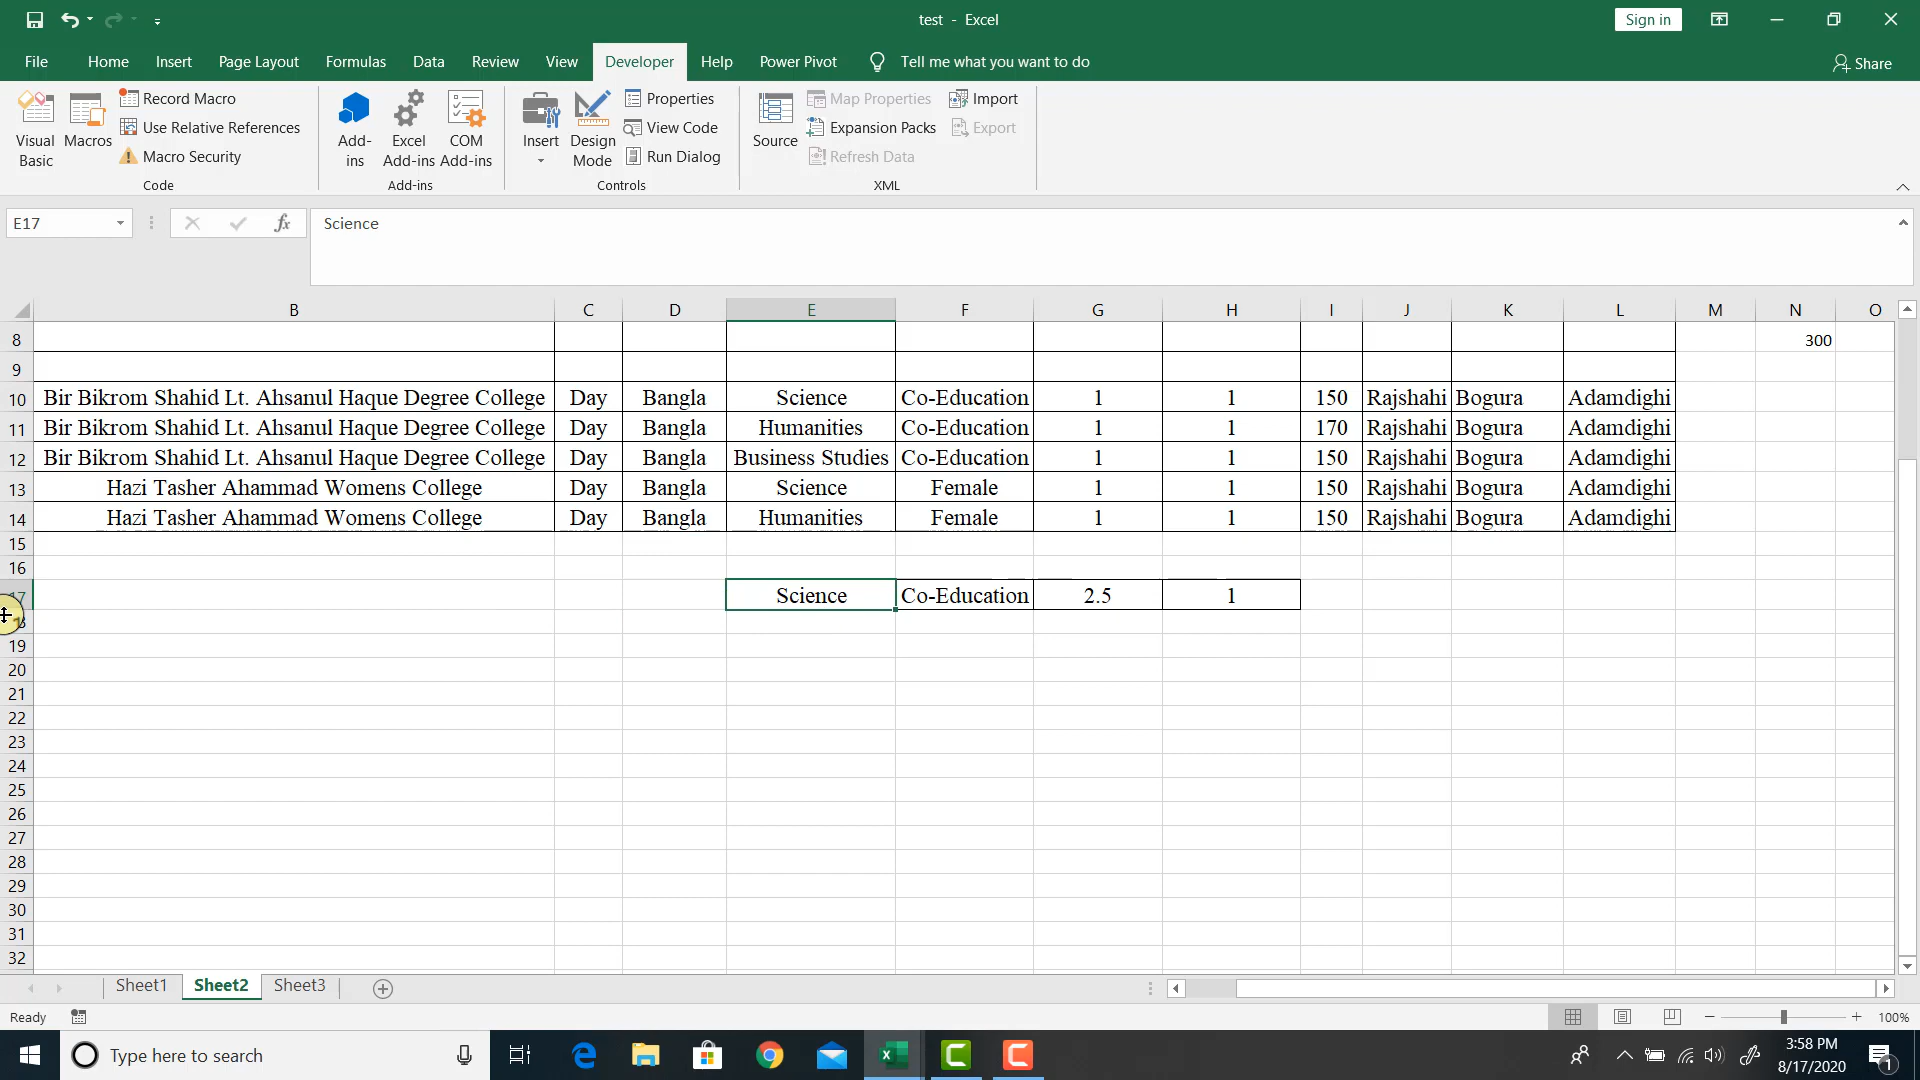 test - Excel
Sign in
File Home Insert Page Layout Formulas Data Review View Developer Help Power Pivot Tell me what you want to do Share
Visual Basic
Macros
Record Macro
Use Relative References
Macro Security
Code
Add-ins
Excel Add-ins
COM Add-ins
Add-ins
Insert
Design Mode
Properties
View Code
Run Dialog
Controls
Source
Map Properties
Expansion Packs
Refresh Data
Import
Export
XML
E17 fx Science
B C D E F G H I J K L M N O
8 300
9
10 Bir Bikrom Shahid Lt. Ahsanul Haque Degree College Day Bangla Science Co-Education 1 1 150 Rajshahi Bogura Adamdighi
11 Bir Bikrom Shahid Lt. Ahsanul Haque Degree College Day Bangla Humanities Co-Education 1 1 170 Rajshahi Bogura Adamdighi
12 Bir Bikrom Shahid Lt. Ahsanul Haque Degree College Day Bangla Business Studies Co-Education 1 1 150 Rajshahi Bogura Adamdighi
13 Hazi Tasher Ahammad Womens College Day Bangla Science Female 1 1 150 Rajshahi Bogura Adamdighi
14 Hazi Tasher Ahammad Womens College Day Bangla Humanities Female 1 1 150 Rajshahi Bogura Adamdighi
15
16
17 Science Co-Education 2.5 1
18
19
20
21
22
23
24
25
26
27
28
29
30
31
32
Sheet1 Sheet2 Sheet3
Ready 100%
Type here to search
3:58 PM
8/17/2020
1